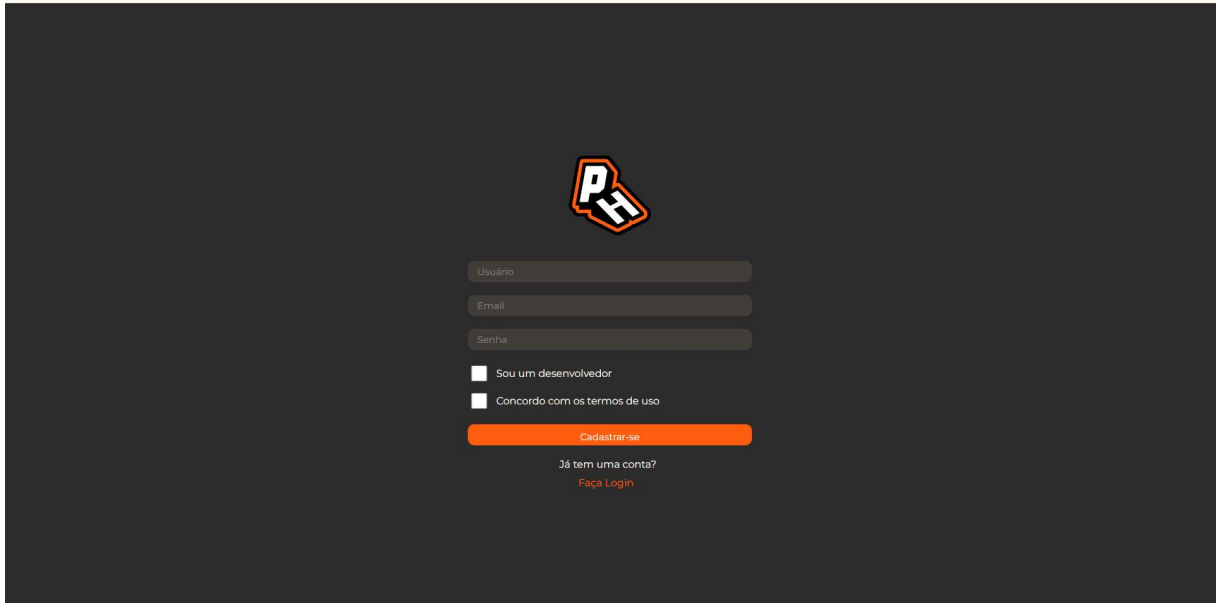 PH
Usuário
Email
Senha
Sou um desenvolvedor
Concordo com os termos de uso
Cadastrar-se
Já tem uma conta?
Faça Login